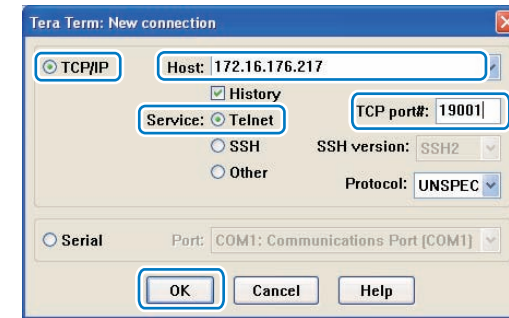 Tera Term: New connection
TCP/IP Host: 172.16.176.217
History
Service: Telnet TCP port#: 19001
SSH SSH version: SSH2
Other Protocol: UNSPEC
Serial Port: COM1: Communications Port (COM1)
OK Cancel Help